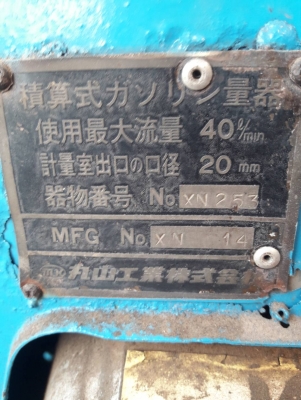 積算式ガソリン量器
使用最大流量 40ℓ/min
計量室出口の口径 20mm
器物番号 No. XN253
MFG No. XN 14
丸山工業株式会